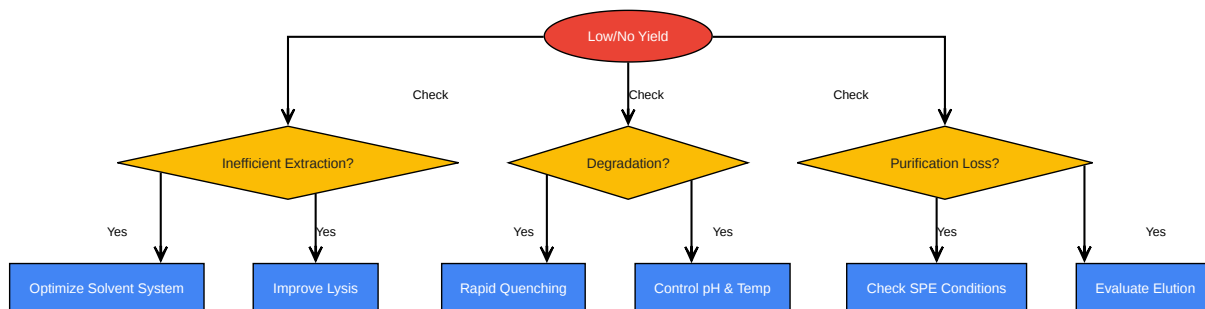 Low/No Yield
Check
Check
Check
Inefficient Extraction?
Degradation?
Purification Loss?
Yes
Yes
Yes
Yes
Yes
Yes
Optimize Solvent System
Improve Lysis
Rapid Quenching
Control pH & Temp
Check SPE Conditions
Evaluate Elution